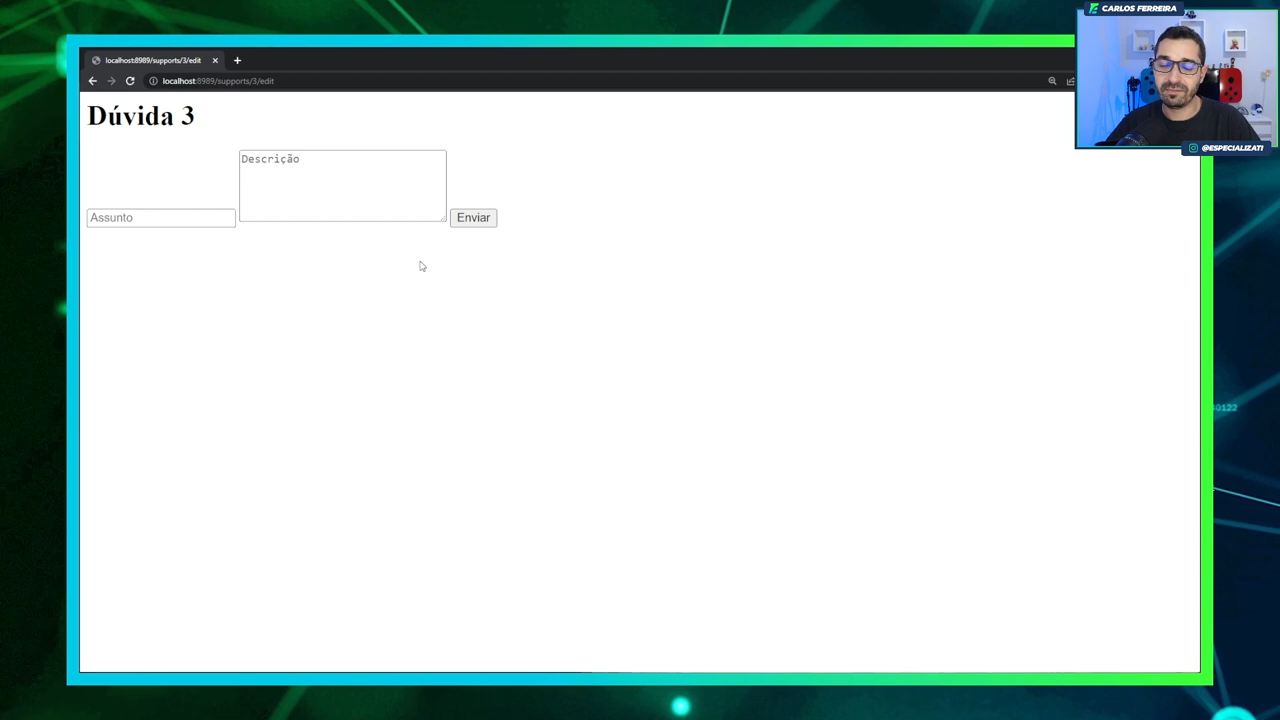 CARLOS FERREIRA
localhost:8989/supports/3/edit
localhost:8989/supports/3/edit
@ESPECIALIZATI
Dúvida 3
Descrição
Assunto
Enviar